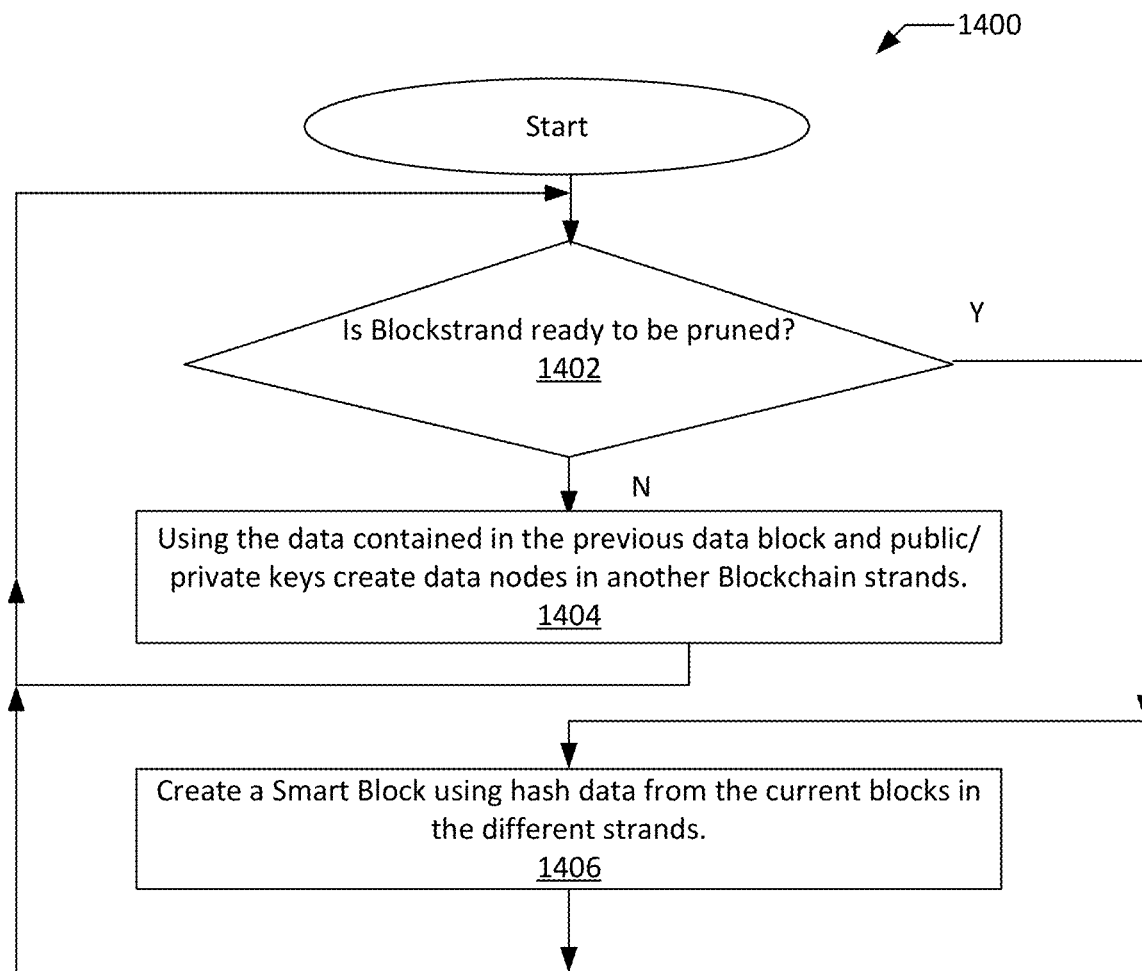 1400
Start
Is Blockstrand ready to be pruned?
1402
Y
N
Using the data contained in the previous data block and public/
private keys create data nodes in another Blockchain strands.
1404
Create a Smart Block using hash data from the current blocks in
the different strands.
1406